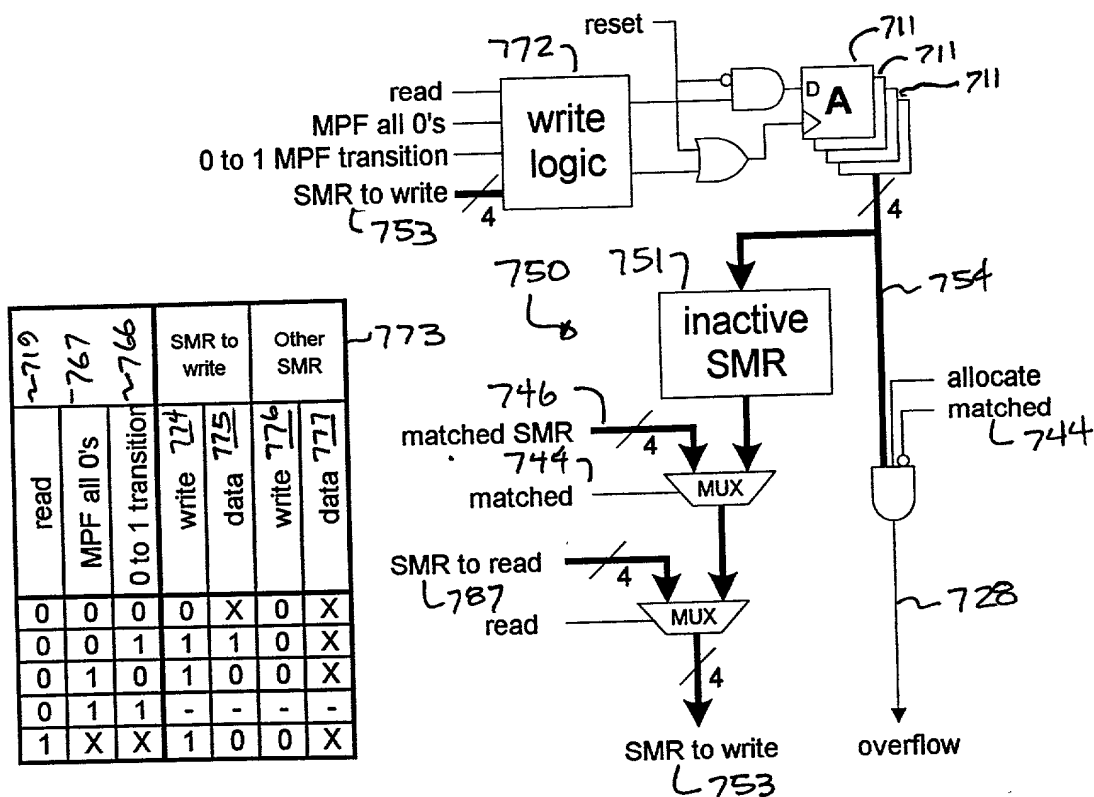 reset
772
711
711
711
read
MPF all 0's
0 to 1 MPF transition
SMR to write
4
753
write
logic
D
A
4
750
751
754
inactive
SMR
746
matched SMR
4
744
matched
MUX
allocate
matched
744
SMR to read
4
787
read
MUX
4
728
SMR to write
753
overflow
773
719 767 766 SMR to write Other SMR
read MPF all 0's 0 to 1 transition write 774 data 775 write 776 data 777
0 0 0 0 X 0 X
0 0 1 1 1 0 X
0 1 0 1 0 0 X
0 1 1 - - - -
1 X X 1 0 0 X